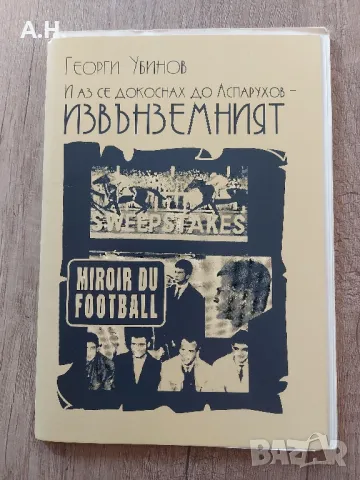 А.Н.
Георги Убинов
И аз се докоснах до Аспарухов –
ИЗВЪНЗЕМНИЯТ
SWEEPSTAKES
MIROIR DU
FOOTBALL
BAZAR